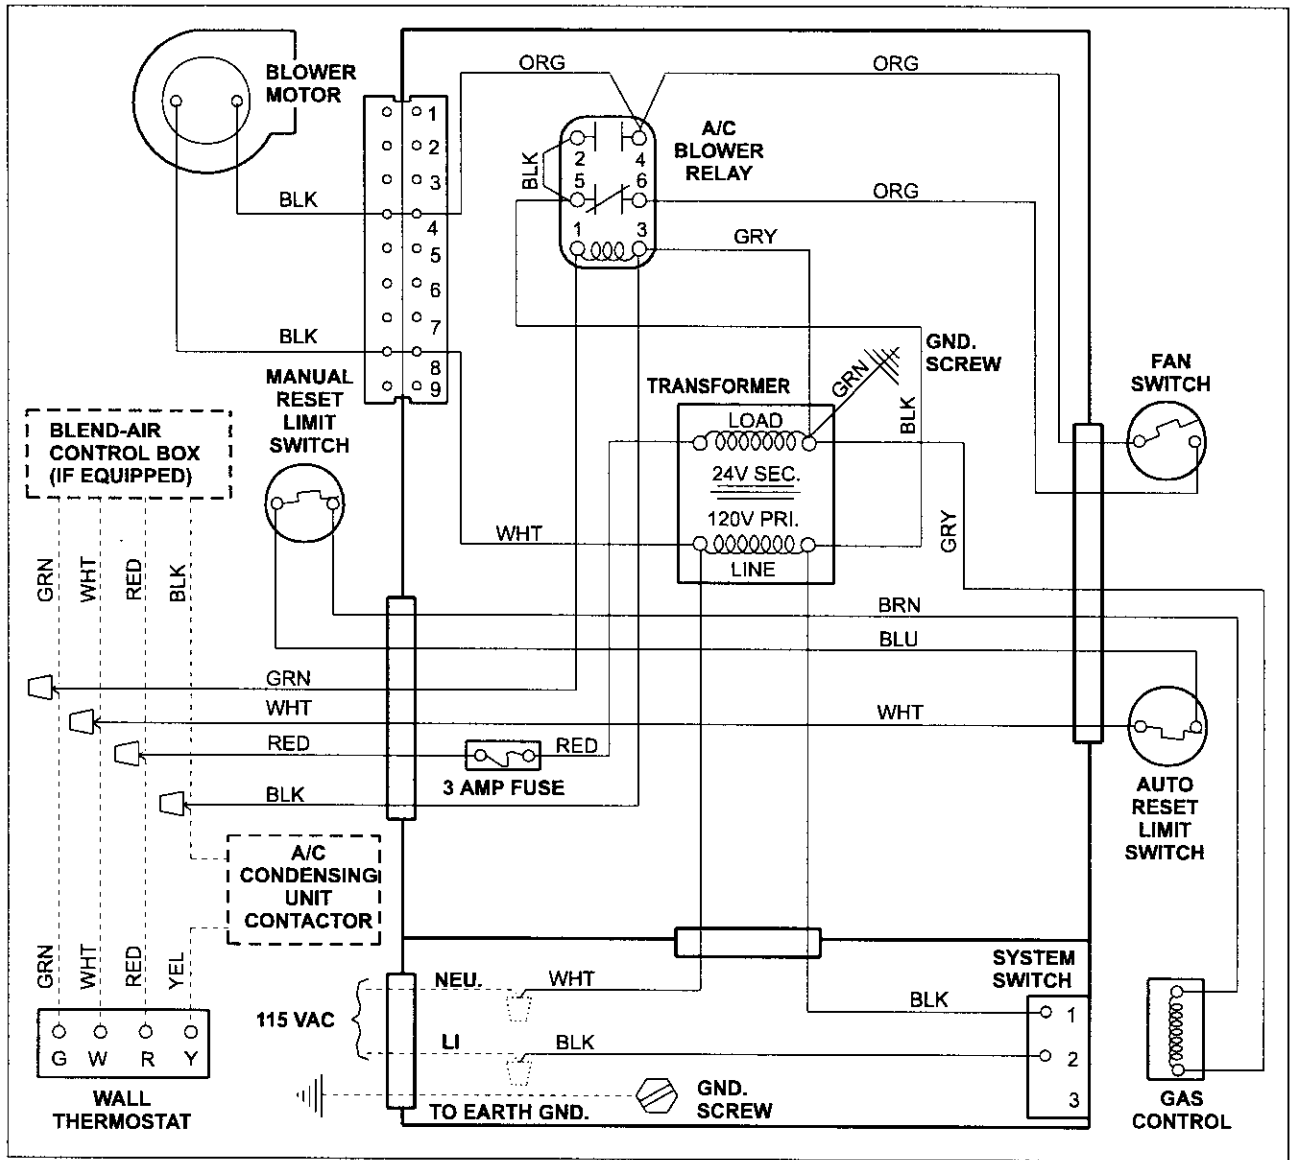 BLOWER
MOTOR
ORG
ORG
1
2
3
4
5
6
7
8
9
A/C
BLOWER
RELAY
2
4
BLK
5
6
1
3
ORG
BLK
GRY
BLK
GND.
SCREW
FAN
SWITCH
MANUAL
RESET
LIMIT
SWITCH
TRANSFORMER
GRN
BLK
LOAD
24V SEC.
120V PRI.
LINE
BLEND-AIR
CONTROL BOX
(IF EQUIPPED)
WHT
GRY
GRN
WHT
RED
BLK
BRN
BLU
GRN
WHT
WHT
RED
RED
3 AMP FUSE
BLK
AUTO
RESET
LIMIT
SWITCH
A/C
CONDENSING
UNIT
CONTACTOR
GRN
WHT
RED
YEL
NEU.
WHT
SYSTEM
SWITCH
BLK
1
115 VAC
LI
BLK
2
3
G W R Y
WALL
THERMOSTAT
TO EARTH GND.
GND.
SCREW
GAS
CONTROL